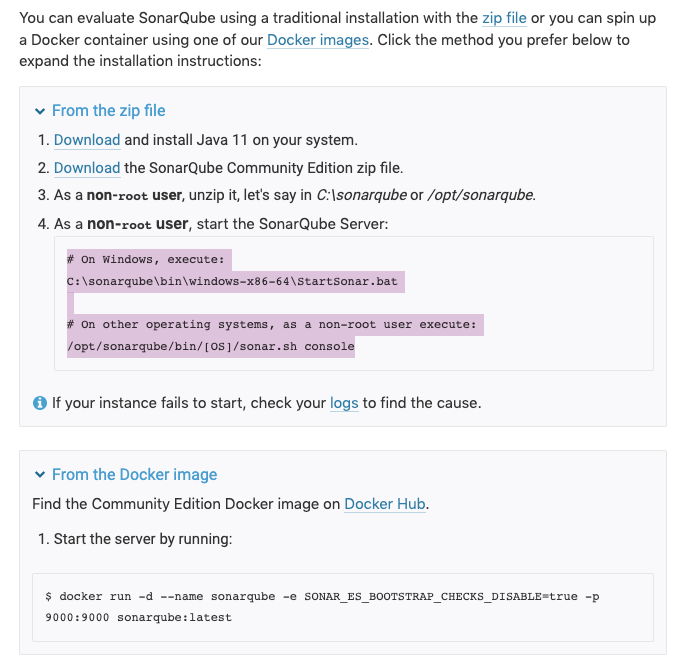 You can evaluate SonarQube using a traditional installation with the zip file or you can spin up
a Docker container using one of our Docker images. Click the method you prefer below to
expand the installation instructions:
From the zip file
1. Download and install Java 11 on your system.
2. Download the SonarQube Community Edition zip file.
3. As a non-root user, unzip it, let's say in C:\sonarqube or /opt/sonarqube.
4. As a non-root user, start the SonarQube Server:
# On Windows, execute:
C:\sonarqube\bin\windows-x86-64\StartSonar.bat
# On other operating systems, as a non-root user execute:
/opt/sonarqube/bin/[OS]/sonar.sh console
If your instance fails to start, check your logs to find the cause.
From the Docker image
Find the Community Edition Docker image on Docker Hub.
1. Start the server by running:
$ docker run -d --name sonarqube -e SONAR_ES_BOOTSTRAP_CHECKS_DISABLE=true -p
9000:9000 sonarqube:latest